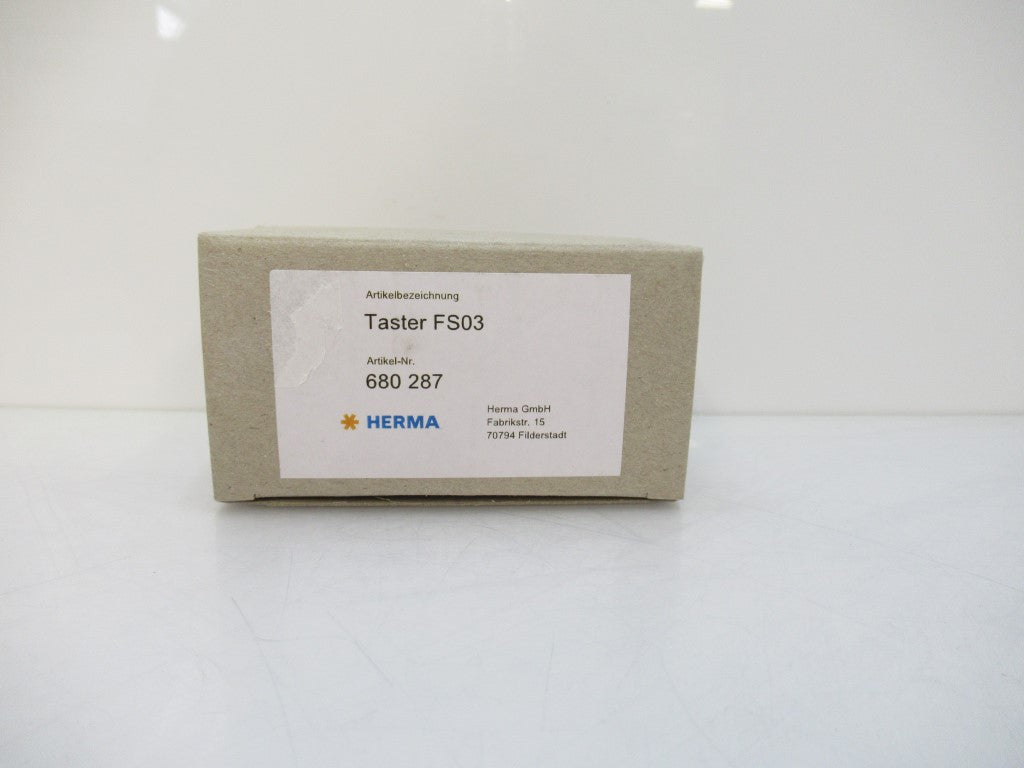 Artikelbezeichnung
Taster FS03
Artikel-Nr.
680 287
HERMA
Herma GmbH
Fabrikstr. 15
70794 Filderstadt